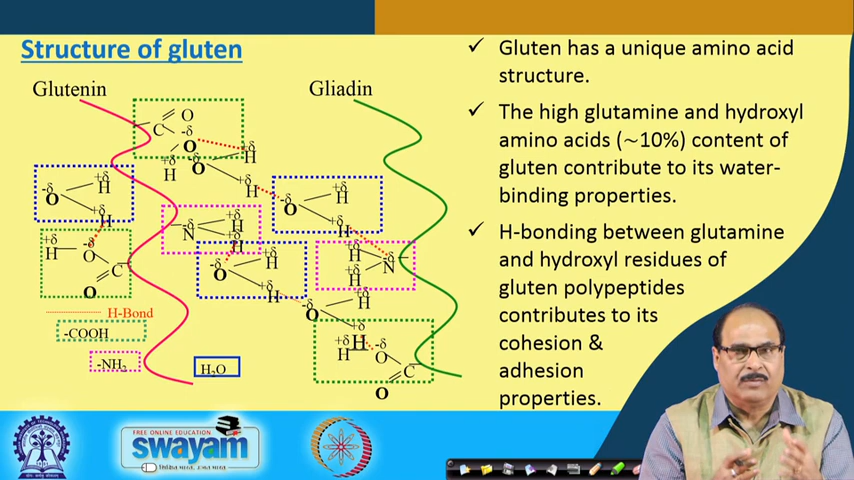 Structure of gluten
Glutenin
Gliadin
✓ Gluten has a unique amino acid
structure.
✓ The high glutamine and hydroxyl
amino acids (~10%) content of
gluten contribute to its water-
binding properties.
✓ H-bonding between glutamine
and hydroxyl residues of
gluten polypeptides
contributes to its
cohesion &
adhesion
properties.
O
C
-δ
O
+δ
H
H
-δ
O
+δ
H
-δ
O
+δ
H
+δ
H
-δ
O
+δ
H
+δ
H
-δ
N
+δ
H
+δ
H
+δ
H
-δ
O
C
O
-δ
O
H
+δ
H
H
+δ
H
-δ
N
-δ
O
+δ
H
+δ
H
+δ
H
-δ
O
C
O
H-Bond
-COOH
-NH2
H2O
FREE ONLINE EDUCATION
swayam